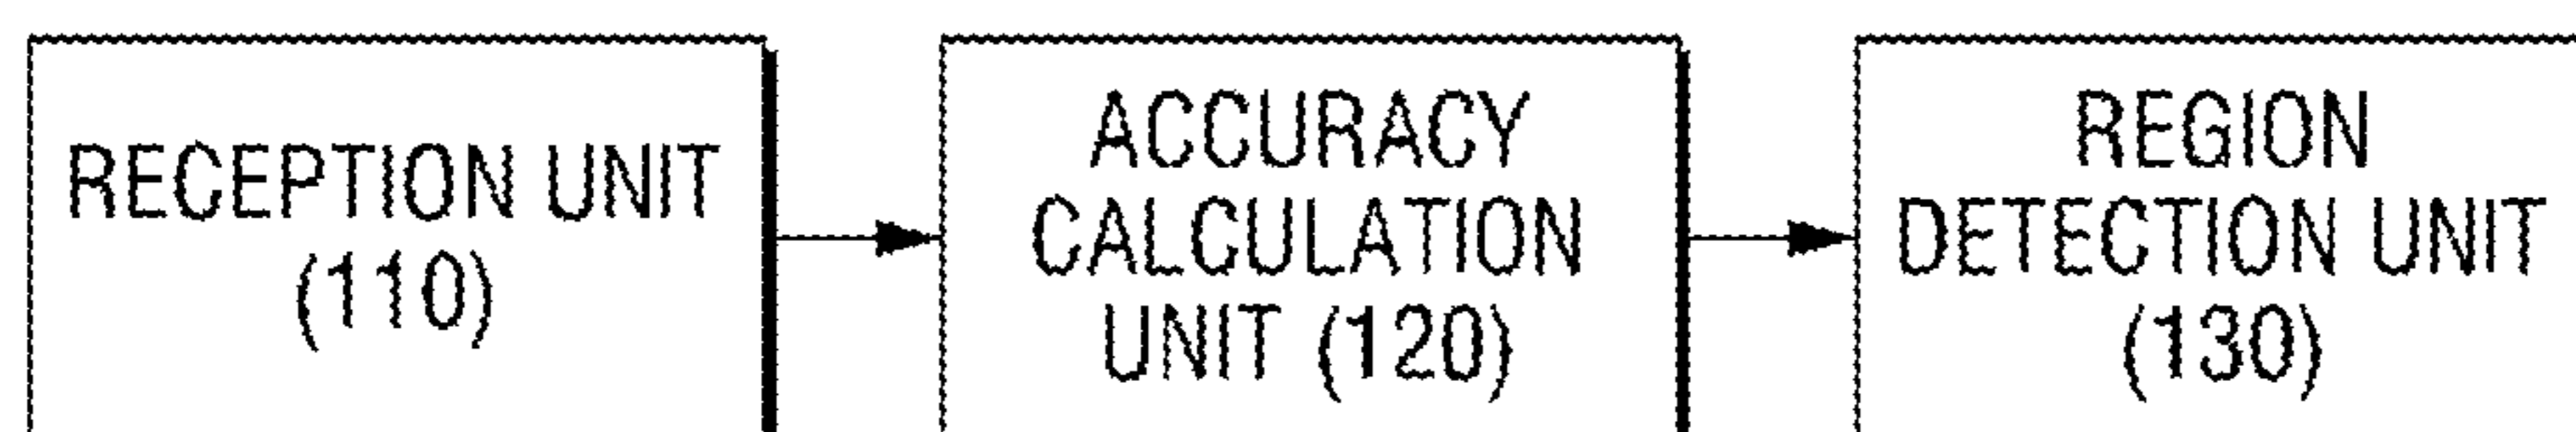 RECEPTION UNIT
(110)
ACCURACY
CALCULATION
UNIT (120)
REGION
DETECTION UNIT
(130)